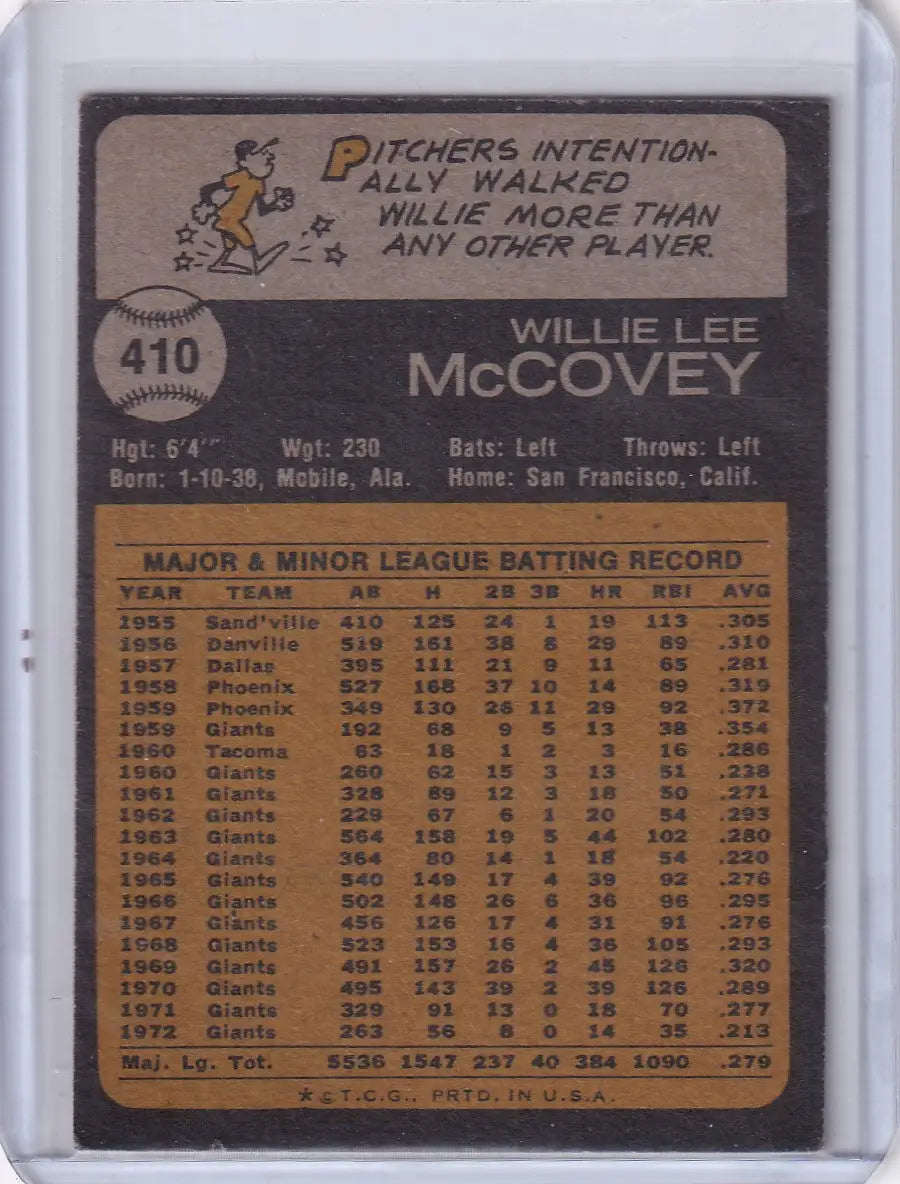 PITCHERS INTENTION-
ALLY WALKED
WILLIE MORE THAN
ANY OTHER PLAYER.
410
WILLIE LEE
McCOVEY
Hgt: 6'4" Wgt: 230 Bats: Left Throws: Left
Born: 1-10-38, Mobile, Ala. Home: San Francisco, Calif.
MAJOR & MINOR LEAGUE BATTING RECORD
YEAR TEAM AB H 2B 3B HR RBI AVG
1955 Sand'ville 410 125 24 1 19 113 .305
1956 Danville 519 161 38 8 29 89 .310
1957 Dallas 395 111 21 9 11 65 .281
1958 Phoenix 527 168 37 10 14 89 .319
1959 Phoenix 349 130 26 11 29 92 .372
1959 Giants 192 68 9 5 13 38 .354
1960 Tacoma 63 18 1 2 3 16 .286
1960 Giants 260 62 15 3 13 51 .238
1961 Giants 328 89 12 3 18 50 .271
1962 Giants 229 67 6 1 20 54 .293
1963 Giants 564 158 19 5 44 102 .280
1964 Giants 364 80 14 1 18 54 .220
1965 Giants 540 149 17 4 39 92 .276
1966 Giants 502 148 26 6 36 96 .295
1967 Giants 456 126 17 4 31 91 .276
1968 Giants 523 153 16 4 36 105 .293
1969 Giants 491 157 26 2 45 126 .320
1970 Giants 495 143 39 2 39 126 .289
1971 Giants 329 91 13 0 18 70 .277
1972 Giants 263 56 8 0 14 35 .213
Maj. Lg. Tot. 5536 1547 237 40 384 1090 .279
★ © T.C.G., PRTD. IN U.S.A.